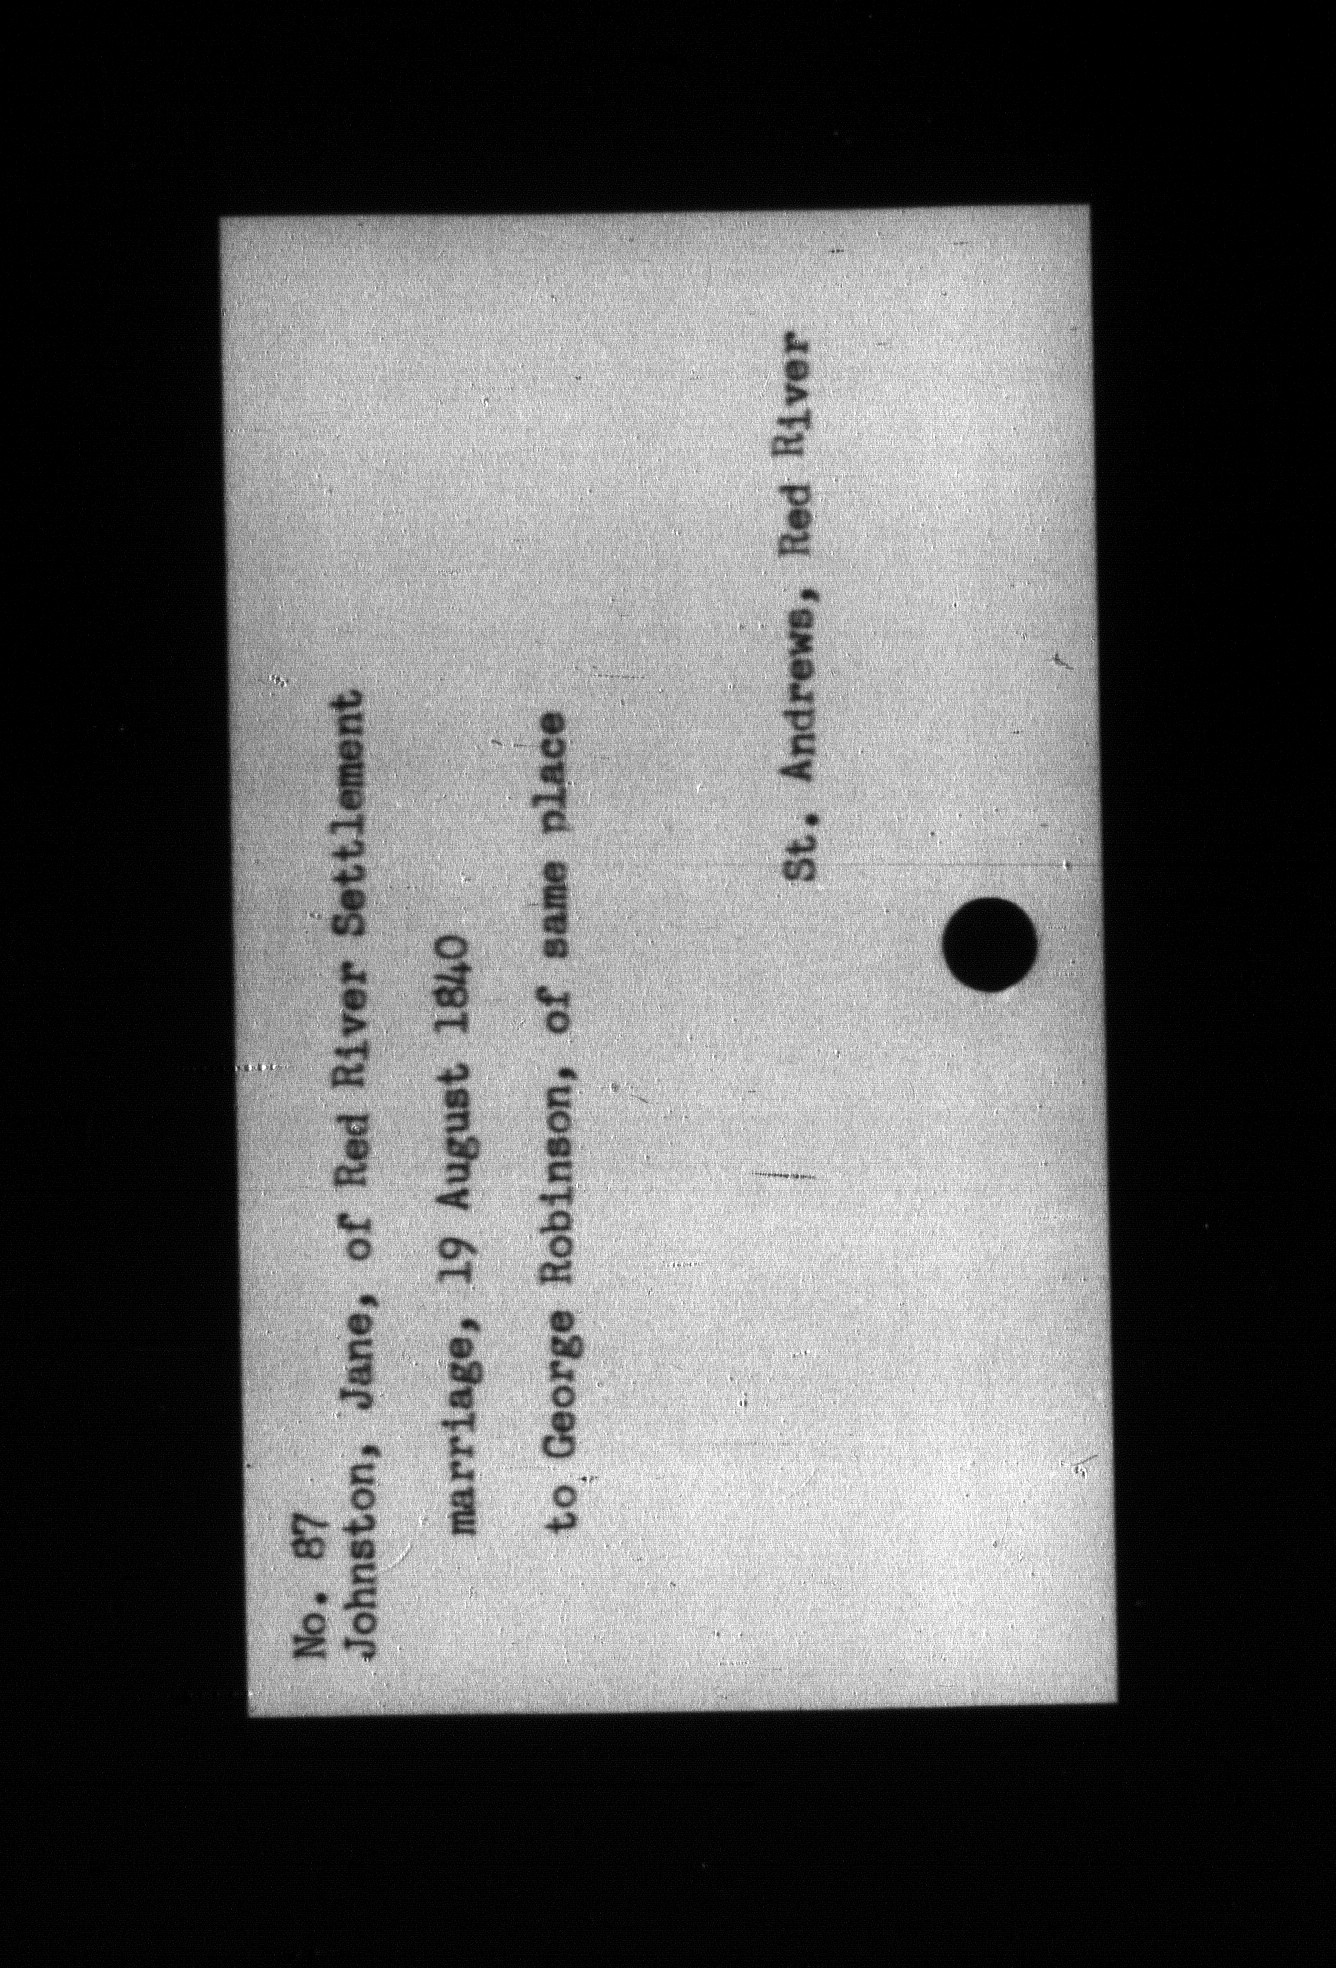 No. 87
Johnston, Jane, of Red River Settlement
marriage, 19 August 1840
to George Robinson, of same place
St. Andrews, Red River